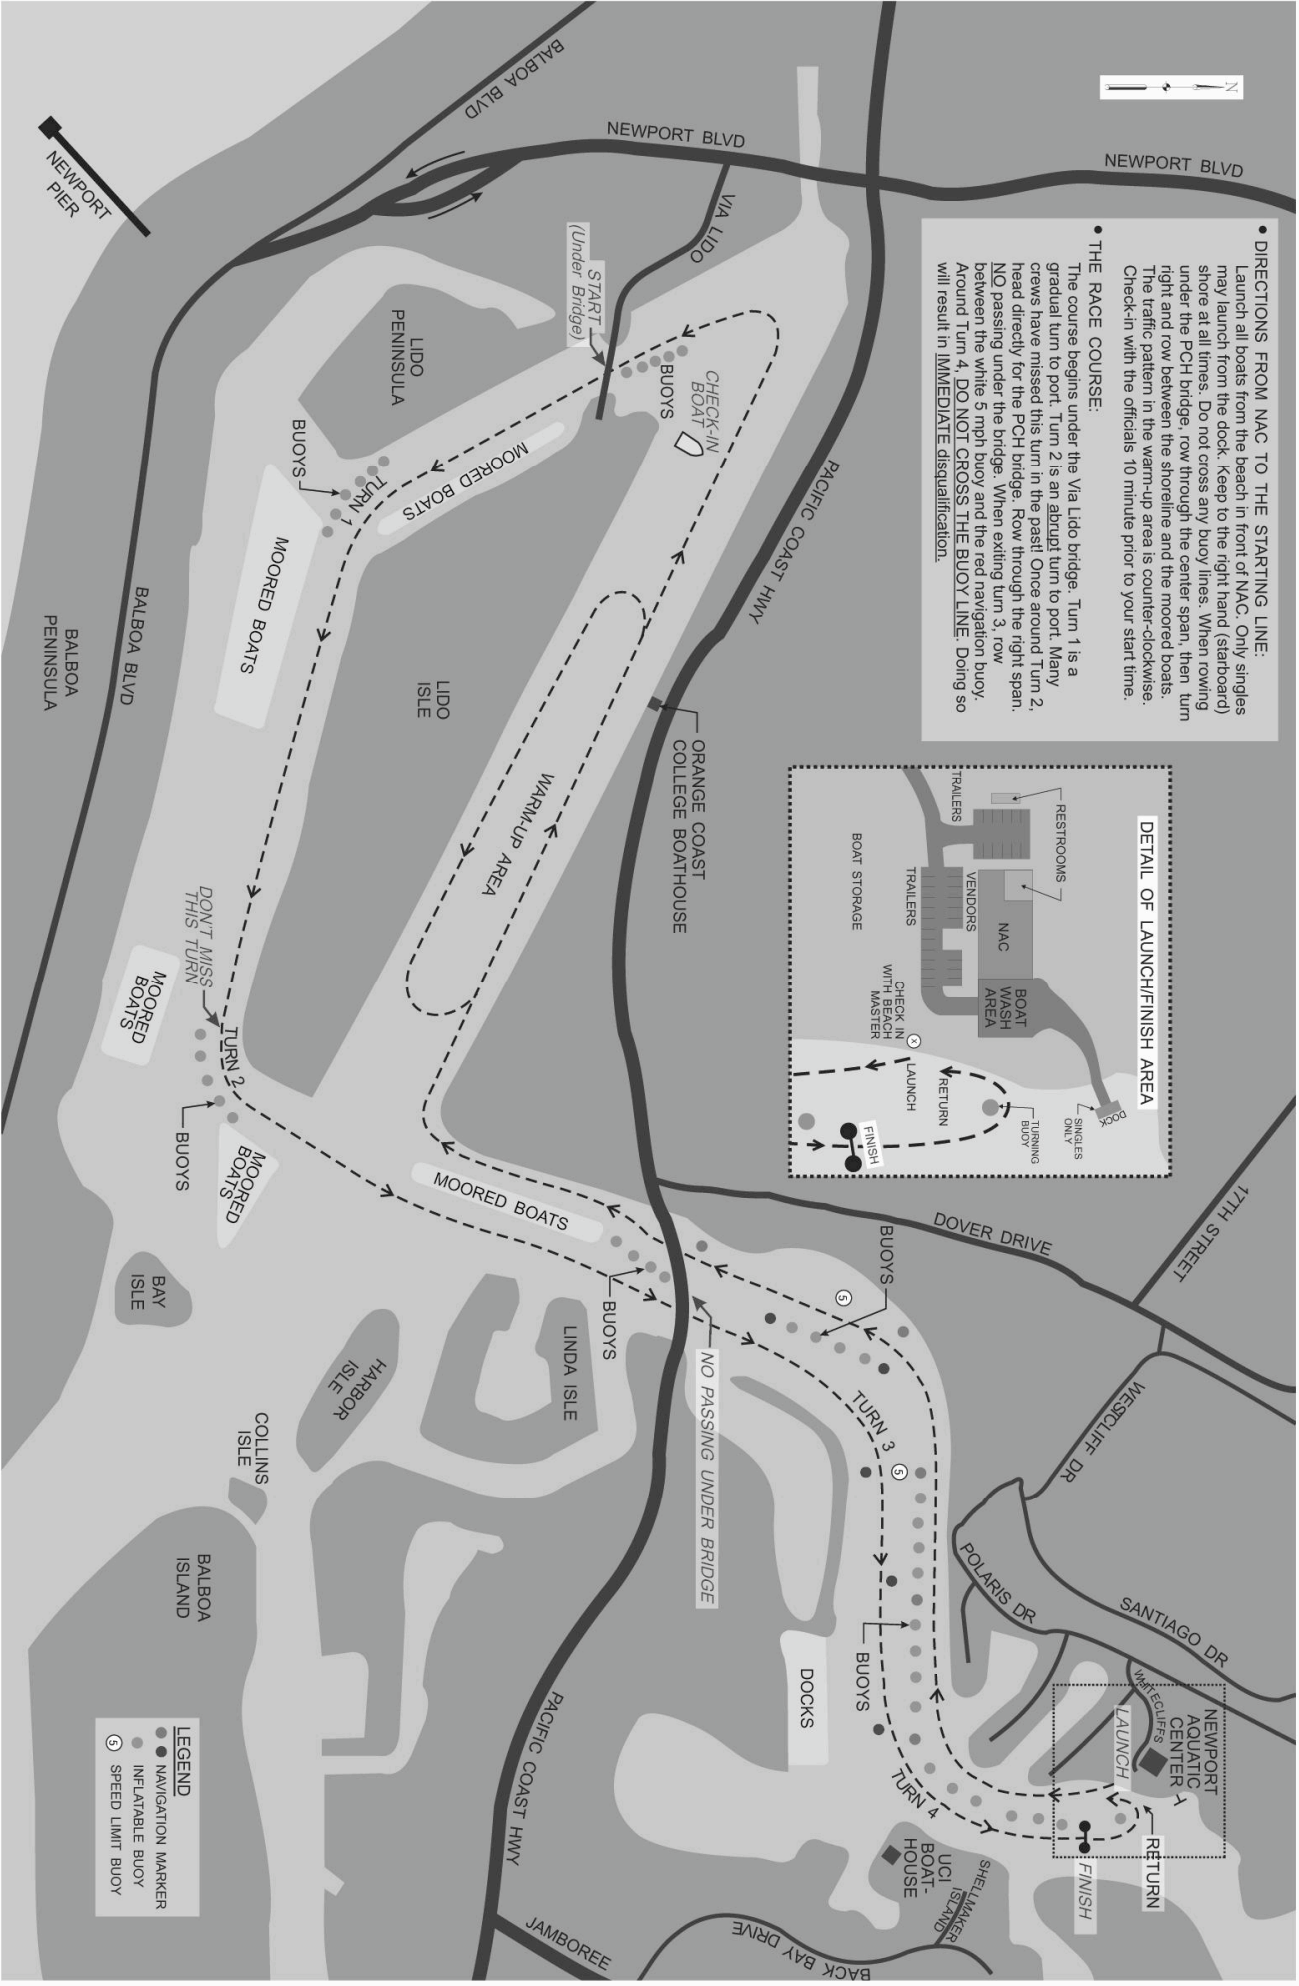 N
• DIRECTIONS FROM NAC TO THE STARTING LINE:
Launch all boats from the beach in front of NAC. Only singles
may launch from the dock. Keep to the right hand (starboard)
shore at all times. Do not cross any buoy lines. When rowing
under the PCH bridge, row through the center span, then turn
right and row between the shoreline and the moored boats.
The traffic pattern in the warm-up area is counter-clockwise.
Check-in with the officials 10 minute prior to your start time.
• THE RACE COURSE:
The course begins under the Via Lido bridge. Turn 1 is a
gradual turn to port. Turn 2 is an abrupt turn to port. Many
crews have missed this turn in the past! Once around Turn 2,
head directly for the PCH bridge. Row through the right span.
NO passing under the bridge. When exiting turn 3, row
between the white 5 mph buoy and the red navigation buoy.
Around Turn 4, DO NOT CROSS THE BUOY LINE. Doing so
will result in IMMEDIATE disqualification.
DETAIL OF LAUNCH/FINISH AREA
RESTROOMS
TRAILERS
VENDORS
TRAILERS
NAC
BOAT
WASH
AREA
BOAT STORAGE
CHECK IN
WITH BEACH
MASTER
X
LAUNCH
RETURN
TURNING
BUOY
SINGLES
ONLY
DOCK
FINISH
NEWPORT BLVD
NEWPORT BLVD
BALBOA BLVD
NEWPORT
PIER
VIA LIDO
START
(Under Bridge)
LIDO
PENINSULA
CHECK-IN
BOAT
BUOYS
PACIFIC COAST HWY
MOORED BOATS
TURN 1
BUOYS
MOORED BOATS
BALBOA BLVD
BALBOA
PENINSULA
LIDO
ISLE
WARM-UP AREA
ORANGE COAST
COLLEGE BOATHOUSE
DON'T MISS
THIS TURN
TURN 2
MOORED
BOATS
BUOYS
MOORED
BOATS
MOORED BOATS
BUOYS
BAY
ISLE
HARBOR
ISLE
LINDA ISLE
COLLINS
ISLE
BALBOA
ISLAND
NO PASSING UNDER BRIDGE
DOVER DRIVE
17TH STREET
WESTCLIFF DR
BUOYS
5
TURN 3
5
POLARIS DR
SANTIAGO DR
BUOYS
DOCKS
WHITECLIFFS
NEWPORT
AQUATIC
CENTER
LAUNCH
RETURN
FINISH
TURN 4
UCI
BOAT-
HOUSE
SHELLMAKER
ISLAND
BACK BAY DRIVE
JAMBOREE
PACIFIC COAST HWY
LEGEND
NAVIGATION MARKER
INFLATABLE BUOY
5 SPEED LIMIT BUOY